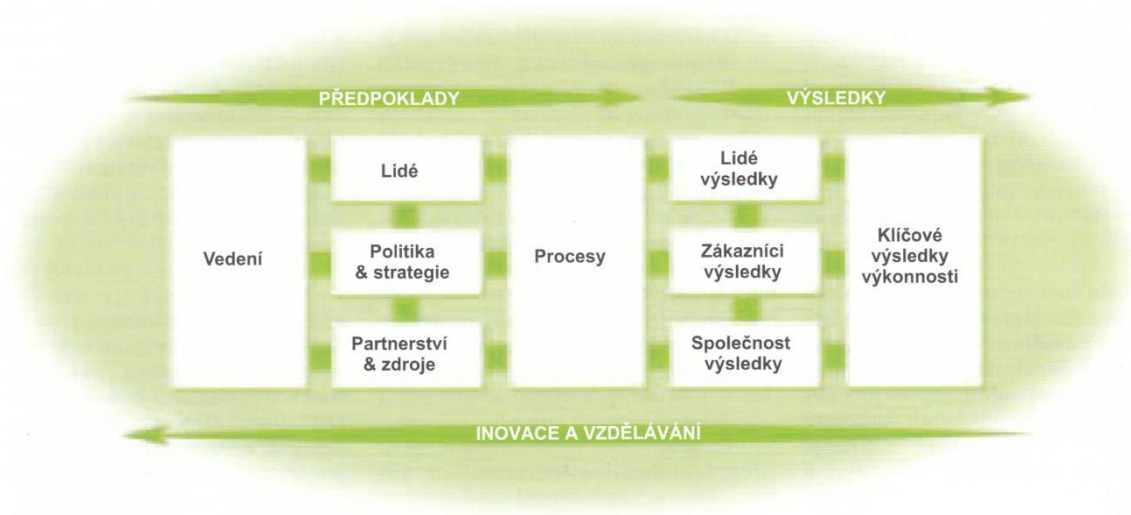 PŘEDPOKLADY
VÝSLEDKY
Vedení
Lidé
Politika
& strategie
Partnerství
& zdroje
Procesy
Lidé
výsledky
Zákazníci
výsledky
Společnost
výsledky
Klíčové
výsledky
výkonnosti
INOVACE A VZDĚLÁVÁNÍ